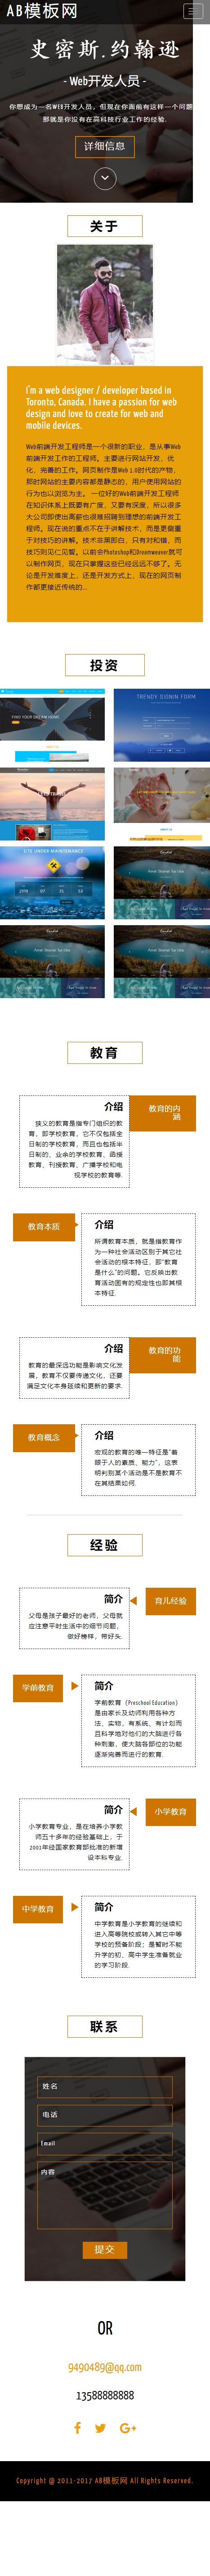 AB模板网
史密斯.约翰逊
- Web开发人员 -
你想成为一名WEB开发人员，但现在你面前有这样一个问题
那就是你没有在高科技行业工作的经验.
详细信息
关于
I'm a web designer / developer based in
Toronto, Canada. I have a passion for web
design and love to create for web and
mobile devices.
Web前端开发工程师是一个很新的职业，是从事Web
前端开发工作的工程师。主要进行网站开发，优
化，完善的工作。网页制作是Web 1.0时代的产物，
那时网站的主要内容都是静态的，用户使用网站的
行为也以浏览为主。一位好的Web前端开发工程师
在知识体系上既要有广度，又要有深度，所以很多
大公司即使出高薪也很难招聘到理想的前端开发工
程师。现在说的重点不在于讲解技术，而是更侧重
于对技巧的讲解。技术非黑即白，只有对和错，而
技巧则见仁见智。以前会Photoshop和Dreamweaver就可
以制作网页，现在只掌握这些已经远远不够了。无
论是开发难度上，还是开发方式上，现在的网页制
作都更接近传统的...
投资
FIND YOUR DREAM HOME
TRENDY SIGNIN FORM
ABOUT US
SITE UNDER MAINTENANCE
教育
介绍
狭义的教育是指专门组织的教
育，即学校教育，它不仅包括全
日制的学校教育，而且也包括半
日制的、业余的学校教育、函授
教育、刊授教育、广播学校和电
视学校的教育等.
教育的内
涵
教育本质
介绍
所谓教育本质，就是指教育作
为一种社会活动区别于其它社
会活动的根本特征，即“教育
是什么”的问题。它反映出教
育活动固有的规定性也即其根
本特征.
介绍
教育的最深远功能是影响文化发
展，教育不仅要传递文化，还要
满足文化本身延续和更新的要求.
教育的功
能
教育概念
介绍
宏观的教育的唯一特征是“着
眼于人的素质、能力”，这表
明判别某个活动是不是教育不
在其结果如何.
经验
简介
父母是孩子最好的老师，父母就
应注意平时生活中的细节问题，
做好榜样，带好头.
育儿经验
学前教育
简介
学前教育（Preschool Education）
是由家长及幼师利用各种方
法、实物，有系统、有计划而
且科学地对他们的大脑进行各
种刺激，使大脑各部位的功能
逐渐完善而进行的教育.
简介
小学教育专业，是在培养小学教
师五十多年的经验基础上，于
2001年经国家教育部批准的新增
设本科专业.
小学教育
中学教育
简介
中学教育是小学教育的继续和
进入高等院校或转入其它中等
学校的预备阶段；是暂时不能
升学的初、高中学生准备就业
的学习阶段.
联系
姓名
电话
Email
内容
提交
OR
9490489@qq.com
13588888888
Copyright @ 2011-2017 AB模板网 All Rights Reserved.